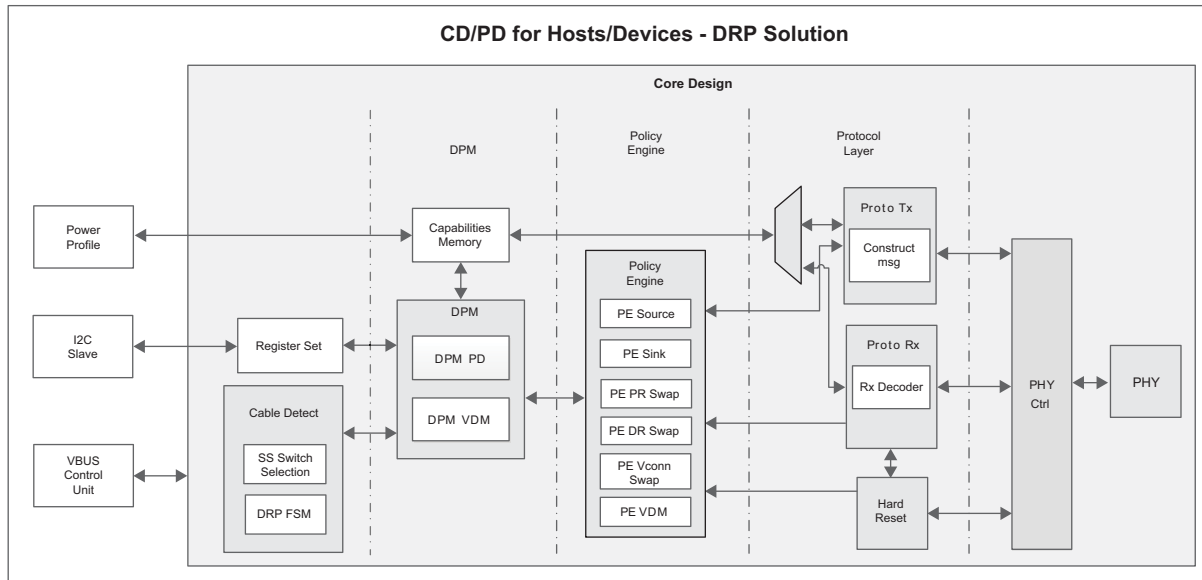 CD/PD for Hosts/Devices - DRP Solution
Core Design
DPM
Policy
Engine
Protocol
Layer
Power
Profile
Capabilities
Memory
Proto Tx
Construct
msg
Policy
Engine
PE Source
PE Sink
PE PR Swap
PE DR Swap
PE Vconn
Swap
PE VDM
I2C
Slave
Register Set
DPM
DPM PD
DPM VDM
Proto Rx
Rx Decoder
PHY
Ctrl
PHY
Cable Detect
SS Switch
Selection
DRP FSM
VBUS
Control
Unit
Hard
Reset